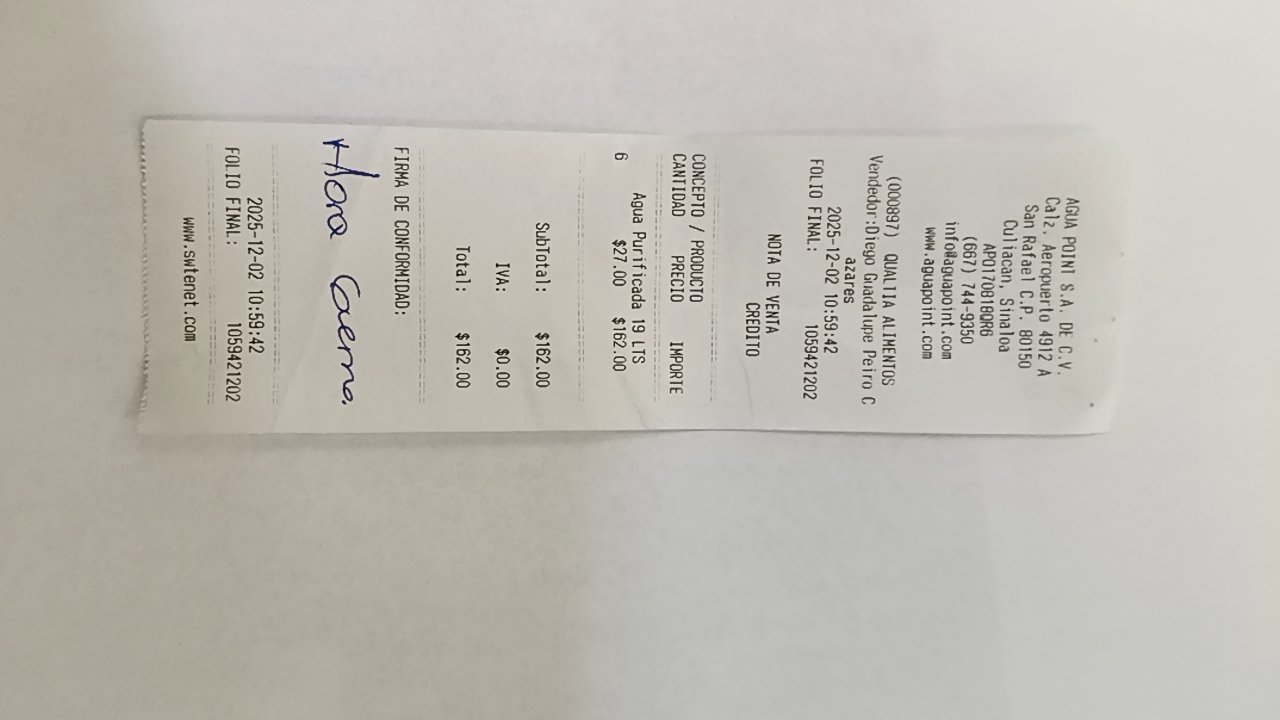 AGUA POINT S.A. DE C.V.
Calz. Aeropuerto 4912 A
San Rafael C.P. 80150
Culiacan, Sinaloa
APO170818QR6
(667) 744-9350
info@aguapoint.com
www.aguapoint.com
(000897) QUALTIA ALIMENTOS
Vendedor:Diego Guadalupe Peiro C
azares
2025-12-02 10:59:42
FOLIO FINAL: 1059421202
NOTA DE VENTA
CREDITO
CONCEPTO / PRODUCTO
CANTIDAD PRECIO IMPORTE
Agua Purificada 19 LTS
6 $27.00 $162.00
SubTotal: $162.00
IVA: $0.00
Total: $162.00
FIRMA DE CONFORMIDAD:
2025-12-02 10:59:42
FOLIO FINAL: 1059421202
www.swtenet.com